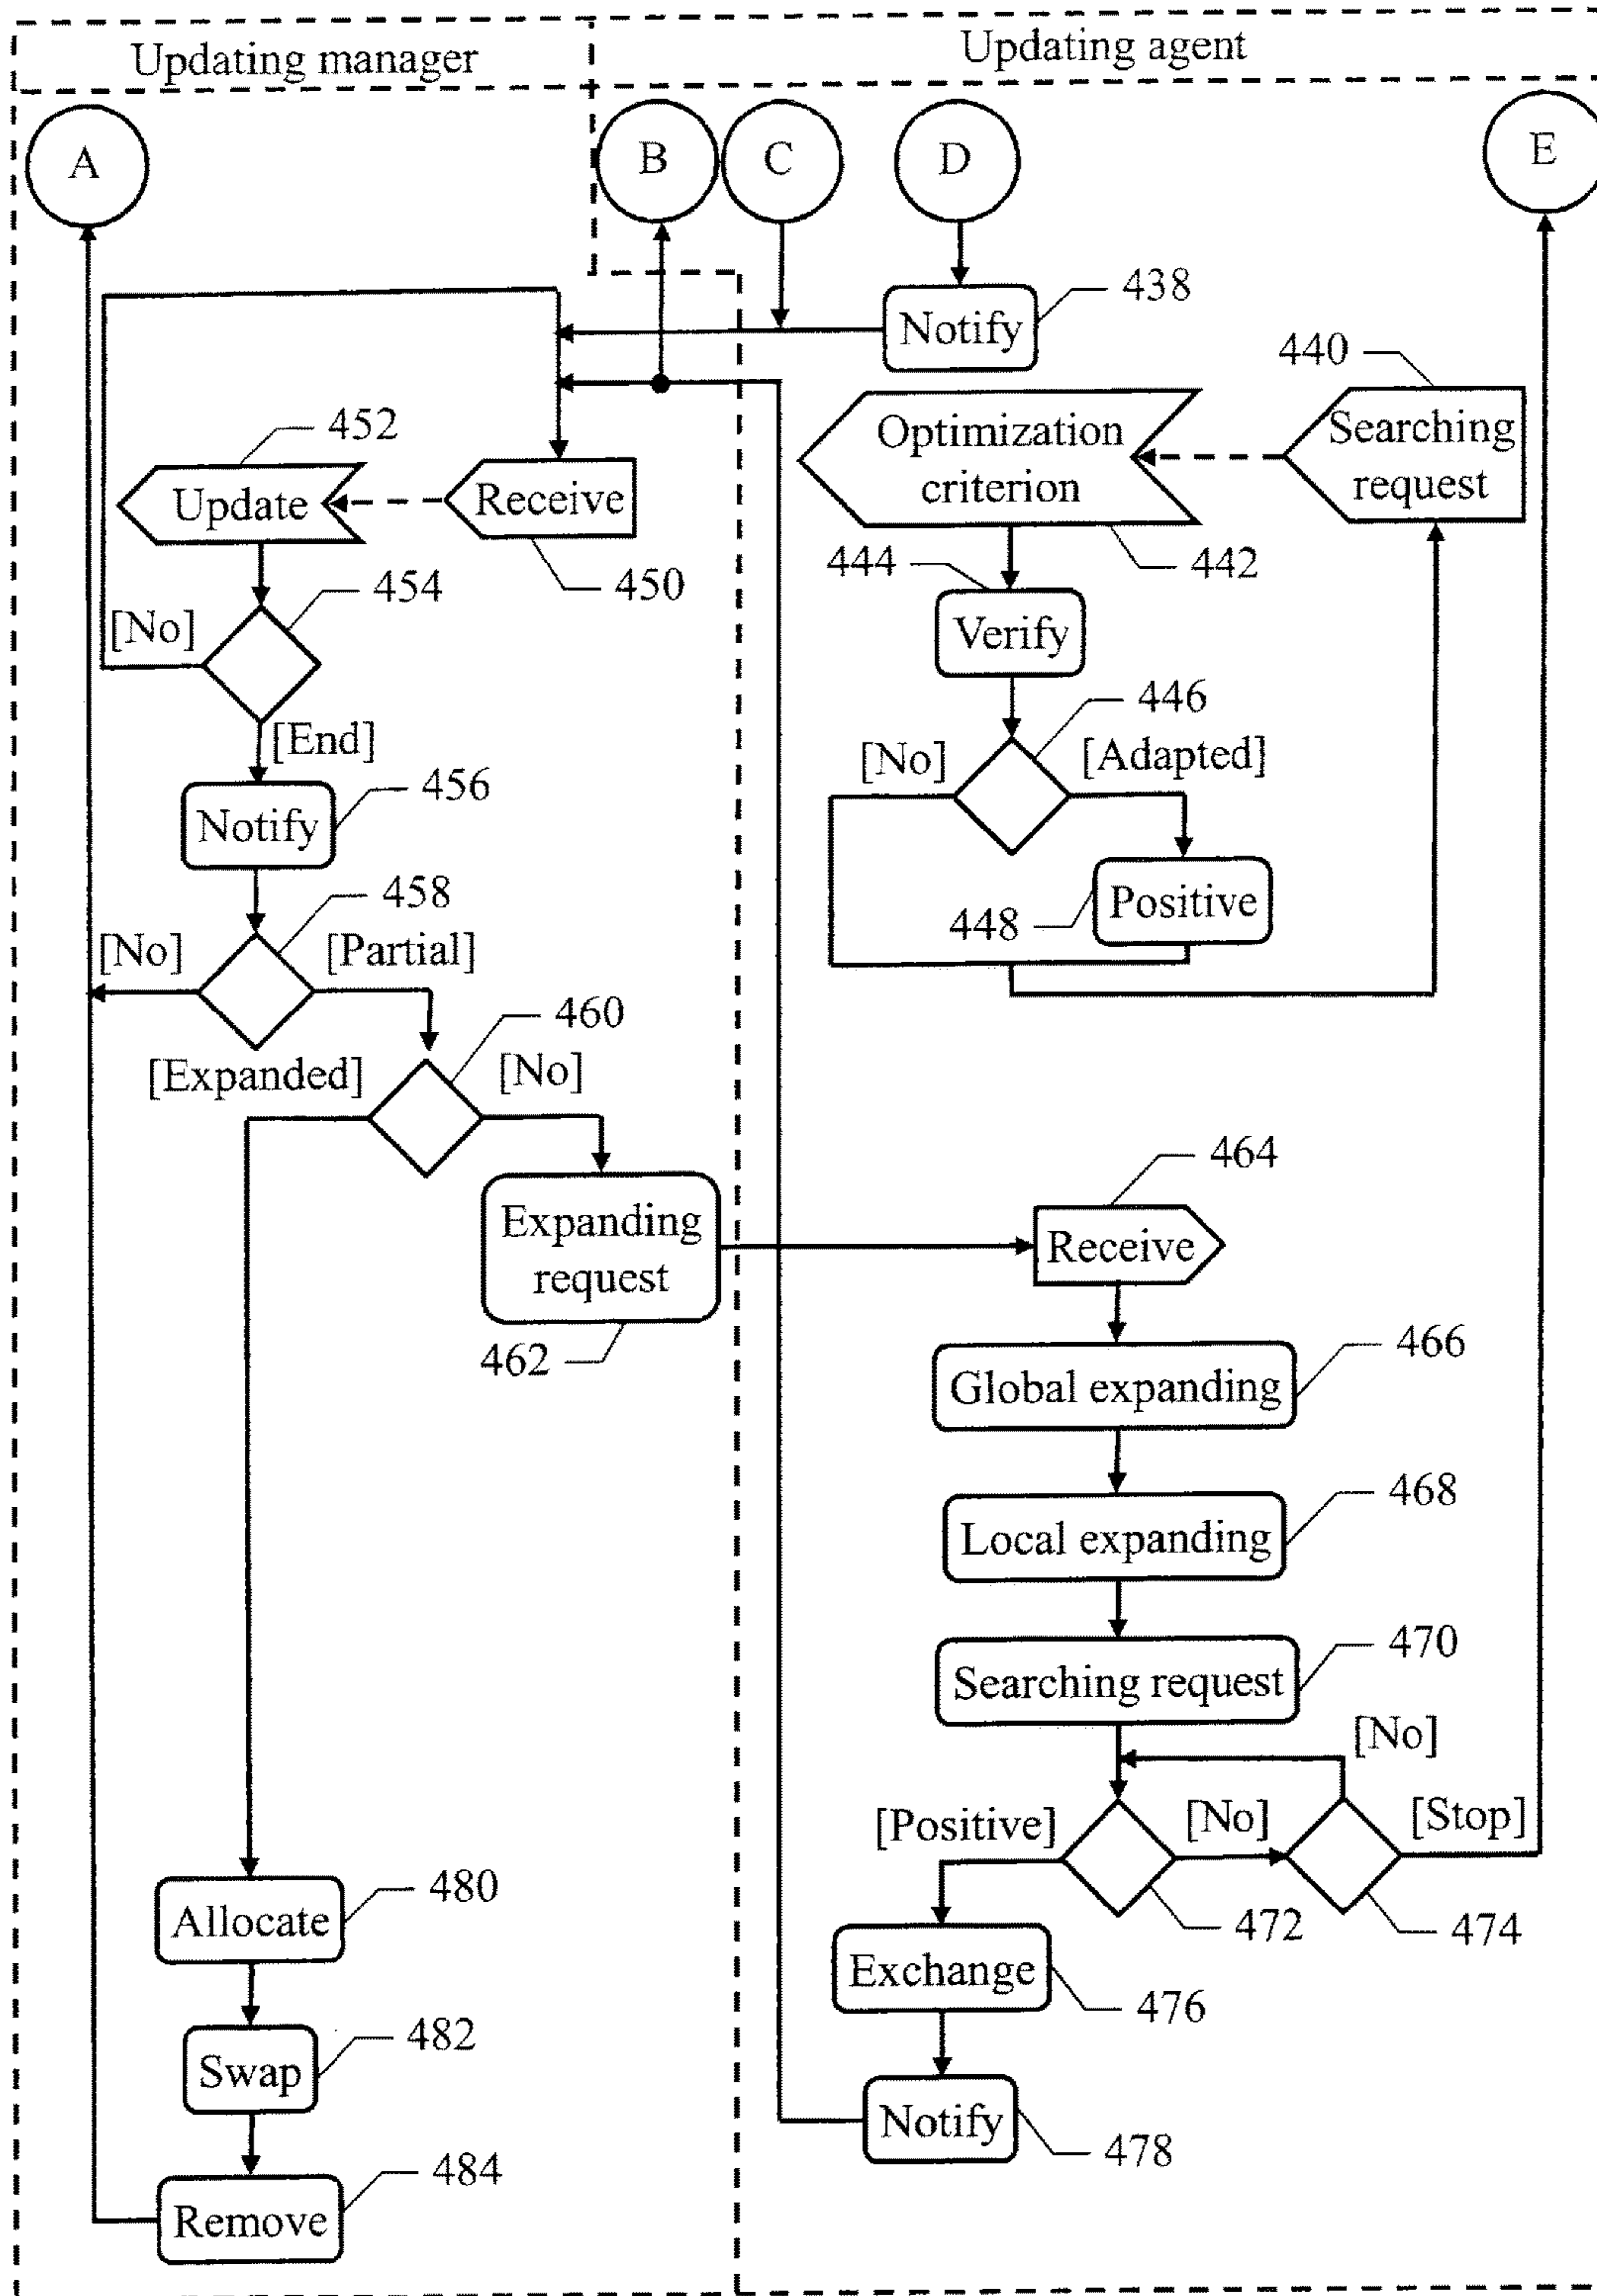 Updating manager
Updating agent
A
B
C
D
E
Notify
438
440
Searching
request
Optimization
criterion
442
452
Update
Receive
450
444
Verify
454
[No]
[End]
446
[No]
[Adapted]
Notify
456
448
Positive
458
[No]
[Partial]
460
[Expanded]
[No]
Expanding
request
462
464
Receive
466
Global expanding
468
Local expanding
470
Searching request
[No]
[Positive]
[No]
[Stop]
472
474
480
Allocate
Exchange
476
482
Swap
Notify
478
484
Remove